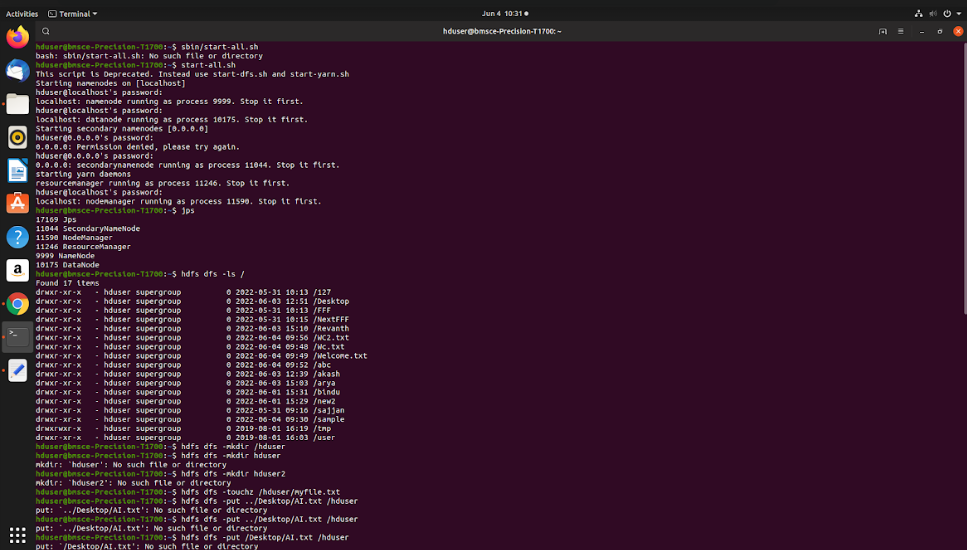 Activities Terminal Jun 4 10:31
hduser@bmsce-Precision-T1700: ~
hduser@bmsce-Precision-T1700:~$ sbin/start-all.sh
bash: sbin/start-all.sh: No such file or directory
hduser@bmsce-Precision-T1700:~$ start-all.sh
This script is Deprecated. Instead use start-dfs.sh and start-yarn.sh
Starting namenodes on [localhost]
hduser@localhost's password:
localhost: namenode running as process 9999. Stop it first.
hduser@localhost's password:
localhost: datanode running as process 10175. Stop it first.
Starting secondary namenodes [0.0.0.0]
hduser@0.0.0.0's password:
0.0.0.0: Permission denied, please try again.
hduser@0.0.0.0's password:
0.0.0.0: secondarynamenode running as process 11044. Stop it first.
starting yarn daemons
resourcemanager running as process 11246. Stop it first.
hduser@localhost's password:
localhost: nodemanager running as process 11590. Stop it first.
hduser@bmsce-Precision-T1700:~$ jps
17169 Jps
11044 SecondaryNameNode
11590 NodeManager
11246 ResourceManager
9999 NameNode
10175 DataNode
hduser@bmsce-Precision-T1700:~$ hdfs dfs -ls /
Found 17 items
drwxr-xr-x - hduser supergroup 0 2022-05-31 10:13 /127
drwxr-xr-x - hduser supergroup 0 2022-06-03 12:51 /Desktop
drwxr-xr-x - hduser supergroup 0 2022-05-31 10:13 /FFF
drwxr-xr-x - hduser supergroup 0 2022-05-31 10:15 /NextFFF
drwxr-xr-x - hduser supergroup 0 2022-06-03 15:10 /Revanth
drwxr-xr-x - hduser supergroup 0 2022-06-04 09:56 /WC2.txt
drwxr-xr-x - hduser supergroup 0 2022-06-04 09:48 /Wc.txt
drwxr-xr-x - hduser supergroup 0 2022-06-04 09:49 /Welcome.txt
drwxr-xr-x - hduser supergroup 0 2022-06-04 09:52 /abc
drwxr-xr-x - hduser supergroup 0 2022-06-03 12:39 /akash
drwxr-xr-x - hduser supergroup 0 2022-06-03 15:03 /arya
drwxr-xr-x - hduser supergroup 0 2022-06-01 15:31 /bindu
drwxr-xr-x - hduser supergroup 0 2022-06-01 15:29 /new2
drwxr-xr-x - hduser supergroup 0 2022-05-31 09:16 /sajjan
drwxr-xr-x - hduser supergroup 0 2022-06-04 09:30 /sample
drwxrwxr-x - hduser supergroup 0 2019-08-01 16:19 /tmp
drwxr-xr-x - hduser supergroup 0 2019-08-01 16:03 /user
hduser@bmsce-Precision-T1700:~$ hdfs dfs -mkdir /hduser
hduser@bmsce-Precision-T1700:~$ hdfs dfs -mkdir hduser
mkdir: `hduser': No such file or directory
hduser@bmsce-Precision-T1700:~$ hdfs dfs -mkdir hduser2
mkdir: `hduser2': No such file or directory
hduser@bmsce-Precision-T1700:~$ hdfs dfs -touchz /hduser/myfile.txt
hduser@bmsce-Precision-T1700:~$ hdfs dfs -put ../Desktop/AI.txt /hduser
put: `../Desktop/AI.txt': No such file or directory
hduser@bmsce-Precision-T1700:~$ hdfs dfs -put ../Desktop/AI.txt /hduser
put: `../Desktop/AI.txt': No such file or directory
hduser@bmsce-Precision-T1700:~$ hdfs dfs -put /Desktop/AI.txt /hduser
put: `/Desktop/AI.txt': No such file or directory